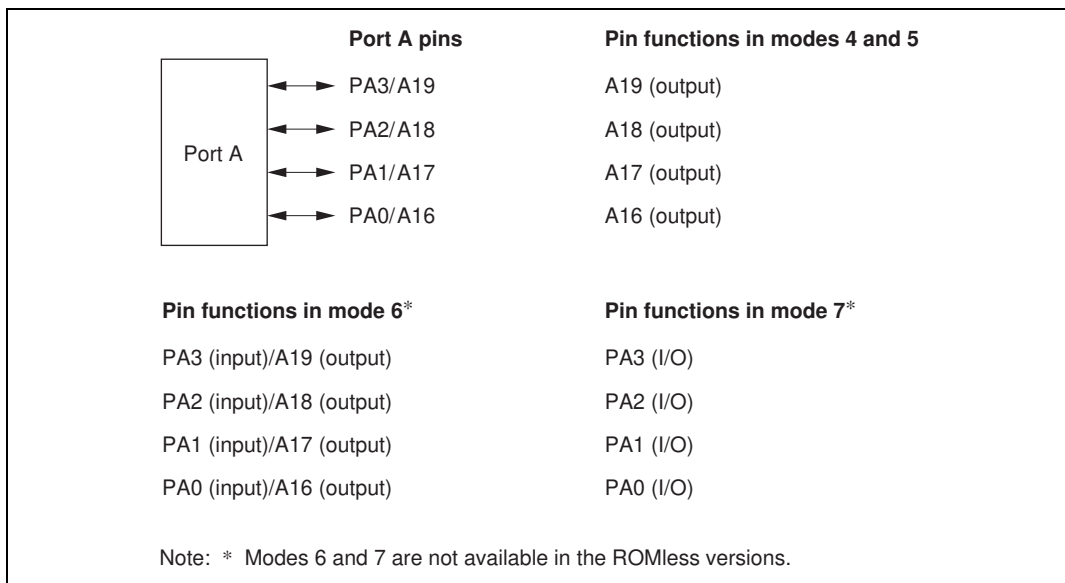 Port A pins Pin functions in modes 4 and 5
Port A
PA3/A19 A19 (output)
PA2/A18 A18 (output)
PA1/A17 A17 (output)
PA0/A16 A16 (output)
Pin functions in mode 6* Pin functions in mode 7*
PA3 (input)/A19 (output) PA3 (I/O)
PA2 (input)/A18 (output) PA2 (I/O)
PA1 (input)/A17 (output) PA1 (I/O)
PA0 (input)/A16 (output) PA0 (I/O)
Note: * Modes 6 and 7 are not available in the ROMless versions.